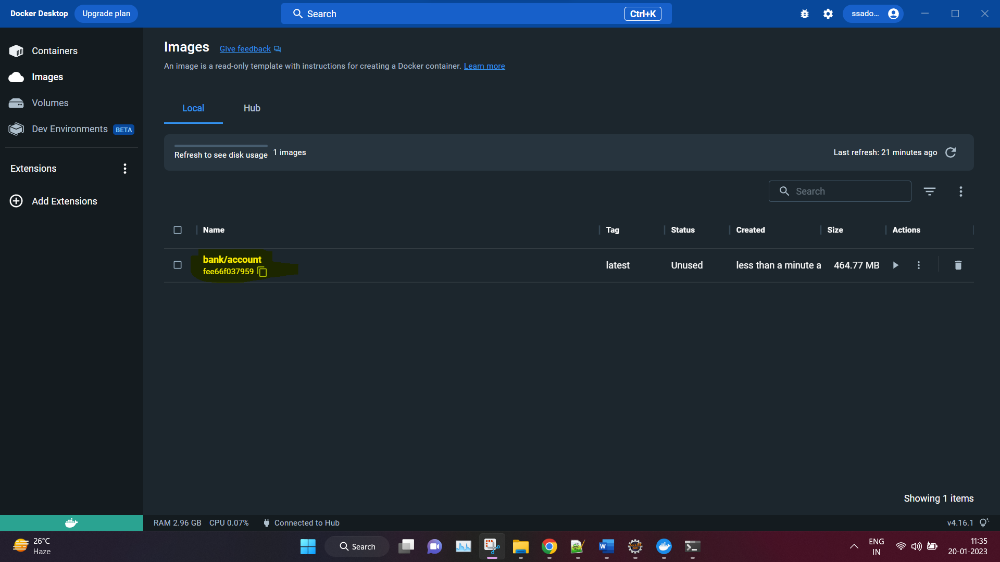 Docker Desktop
Upgrade plan
Search
Ctrl+K
ssado...
Containers
Images
Volumes
Dev Environments BETA
Extensions
Add Extensions
Images
Give feedback
An image is a read-only template with instructions for creating a Docker container. Learn more
Local
Hub
Refresh to see disk usage
1 images
Last refresh: 21 minutes ago
Search
Name Tag Status Created Size Actions
bank/account
fee66f037959
latest Unused less than a minute a 464.77 MB
Showing 1 items
RAM 2.96 GB CPU 0.07% Connected to Hub
v4.16.1
26°C
Haze
Search
ENG
IN
11:35
20-01-2023